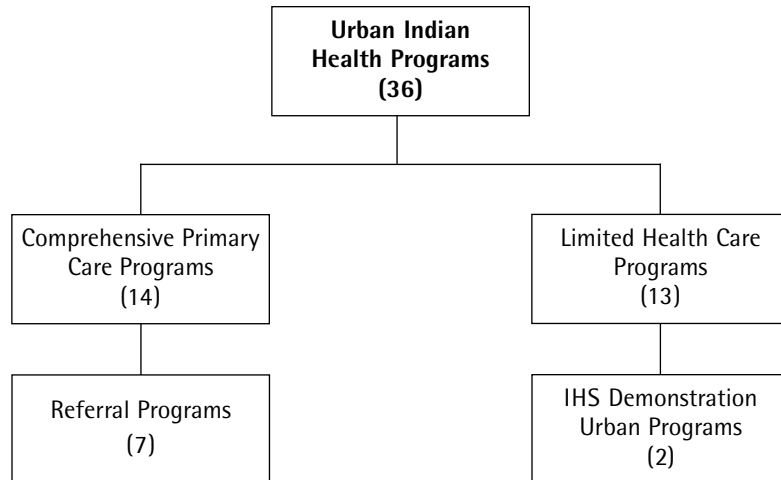 Urban Indian
Health Programs
(36)
Comprehensive Primary
Care Programs
(14)
Limited Health Care
Programs
(13)
Referral Programs
(7)
IHS Demonstration
Urban Programs
(2)